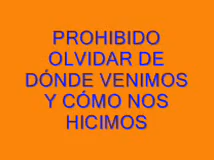 PROHIBIDO
OLVIDAR DE
DÓNDE VENIMOS
Y CÓMO NOS
HICIMOS